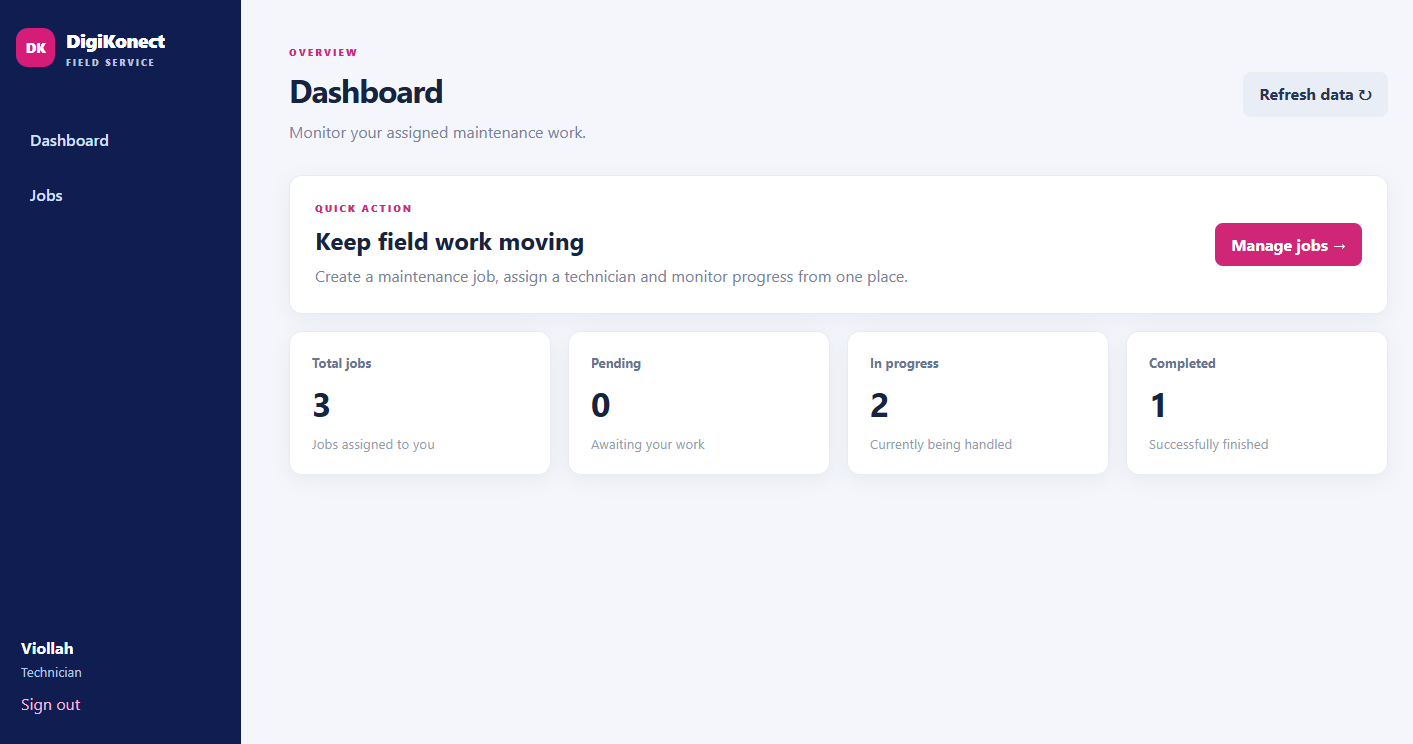 DK
DigiKonect
FIELD SERVICE
Dashboard
Jobs
Viollah
Technician
Sign out
OVERVIEW
Dashboard
Monitor your assigned maintenance work.
Refresh data ↻
QUICK ACTION
Keep field work moving
Create a maintenance job, assign a technician and monitor progress from one place.
Manage jobs →
Total jobs
3
Jobs assigned to you
Pending
0
Awaiting your work
In progress
2
Currently being handled
Completed
1
Successfully finished